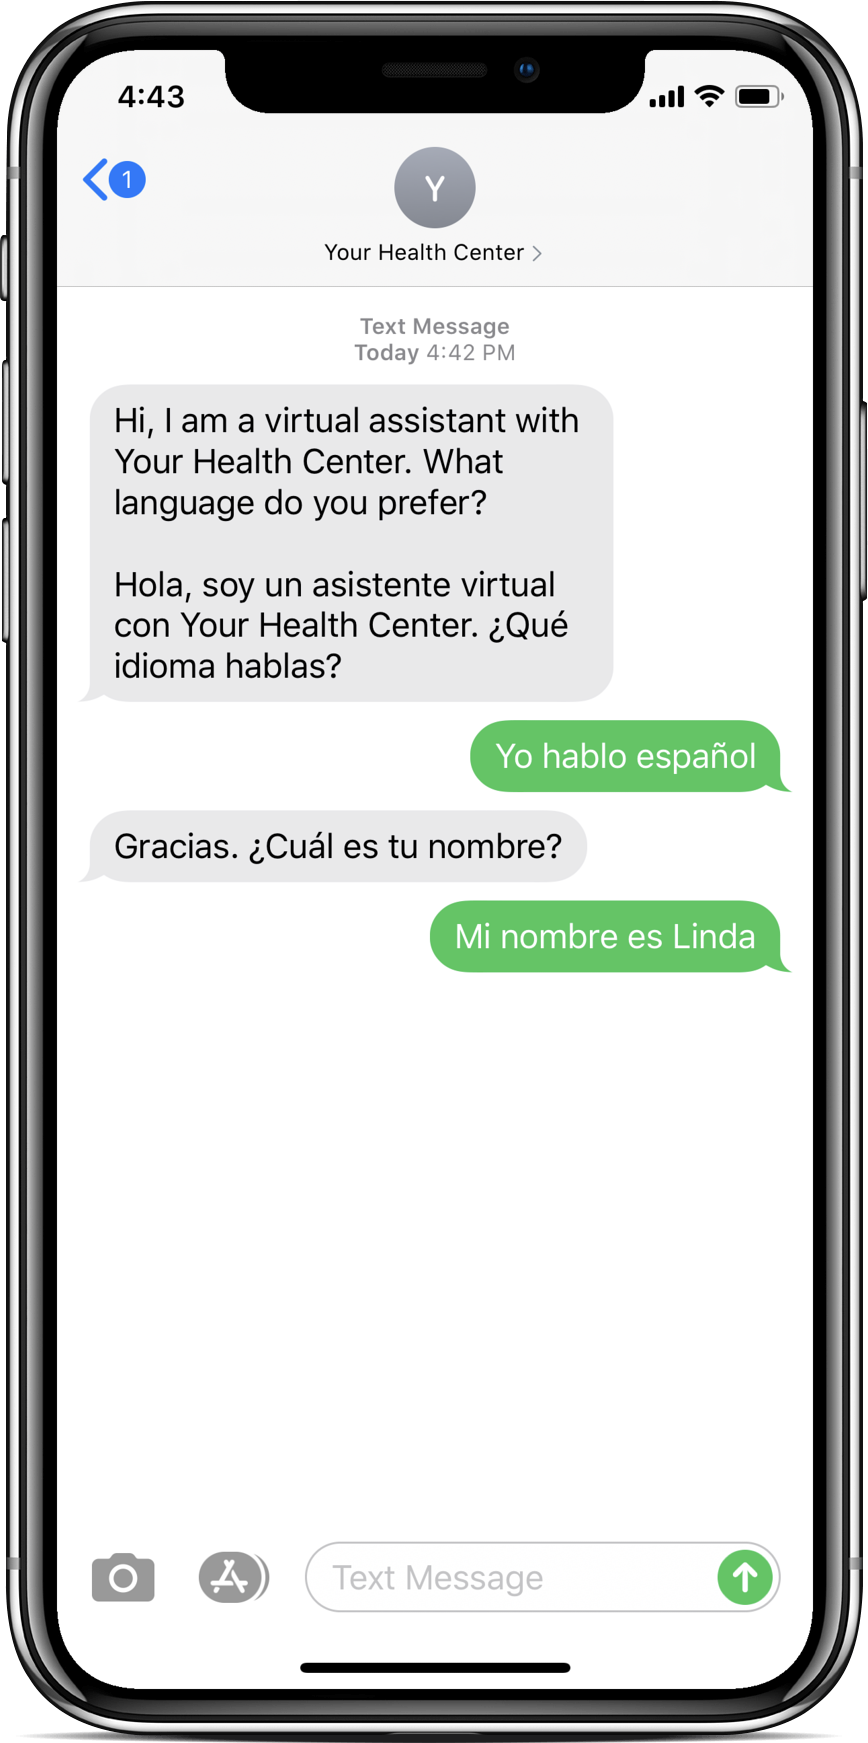 4:43
1
Y
Your Health Center
Text Message
Today 4:42 PM
Hi, I am a virtual assistant with
Your Health Center. What
language do you prefer?
Hola, soy un asistente virtual
con Your Health Center. ¿Qué
idioma hablas?
Yo hablo español
Gracias. ¿Cuál es tu nombre?
Mi nombre es Linda
Text Message